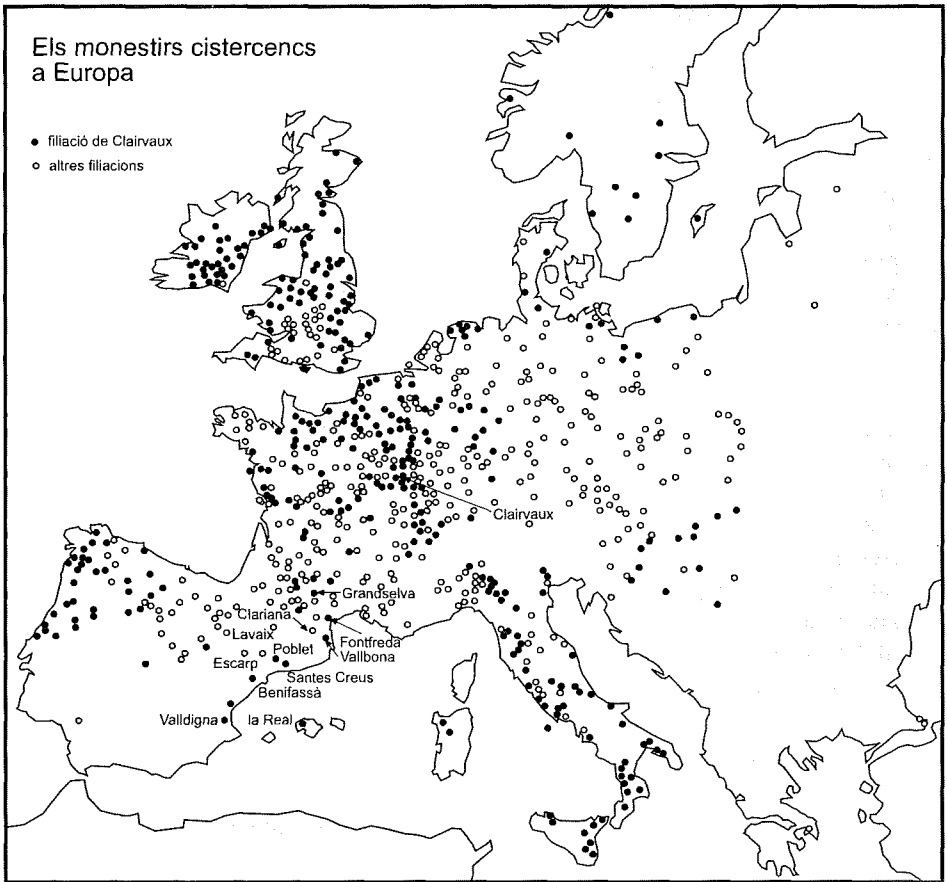 Els monestirs cistercencs
a Europa
filiació de Clairvaux
altres filiacions
Clairvaux
Grandselva
Clariana
Lavaix
Fontfreda
Vallbona
Poblet
Escarp
Santes Creus
Benifassà
Valldigna
la Real